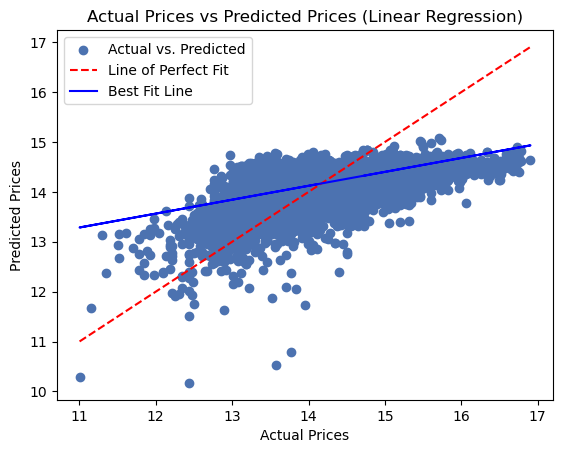 Actual Prices vs Predicted Prices (Linear Regression)
Actual vs. Predicted
Line of Perfect Fit
Best Fit Line
Predicted Prices
17
16
15
14
13
12
11
10
11 12 13 14 15 16 17
Actual Prices